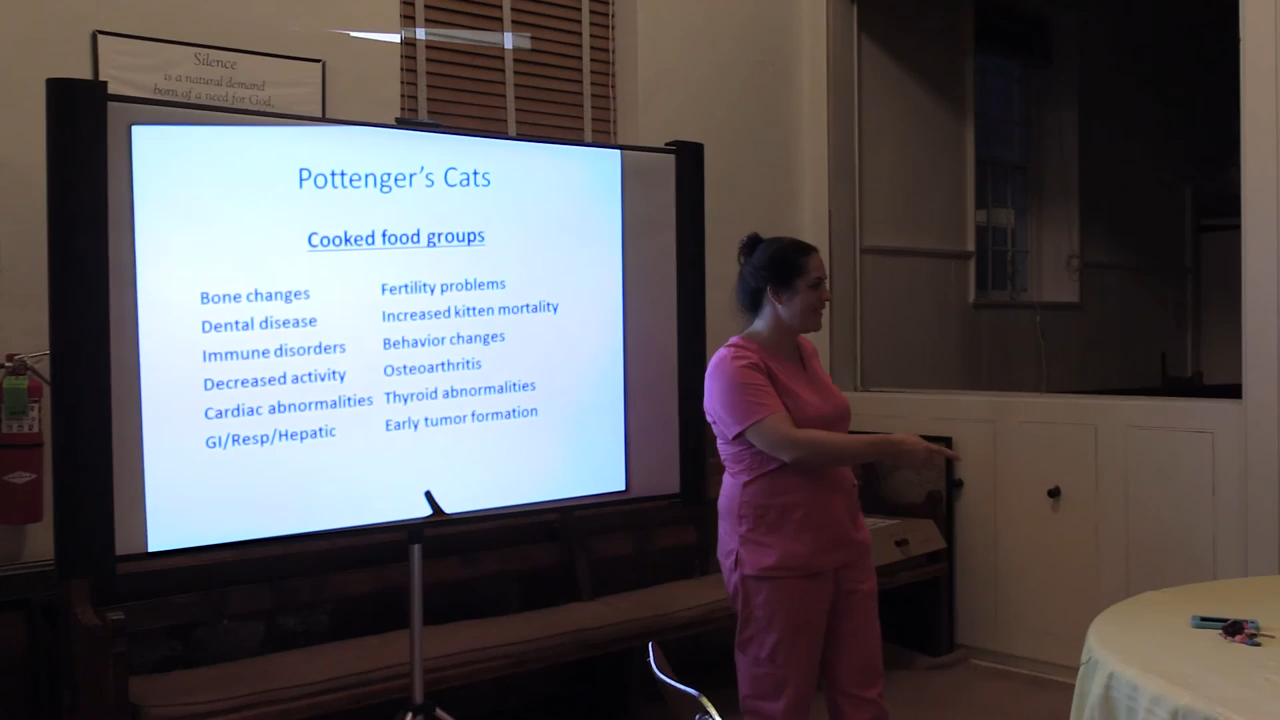 Silence
is a natural demand
born of a need for God,
Pottenger's Cats
Cooked food groups
Bone changes
Dental disease
Immune disorders
Decreased activity
Cardiac abnormalities
GI/Resp/Hepatic
Fertility problems
Increased kitten mortality
Behavior changes
Osteoarthritis
Thyroid abnormalities
Early tumor formation